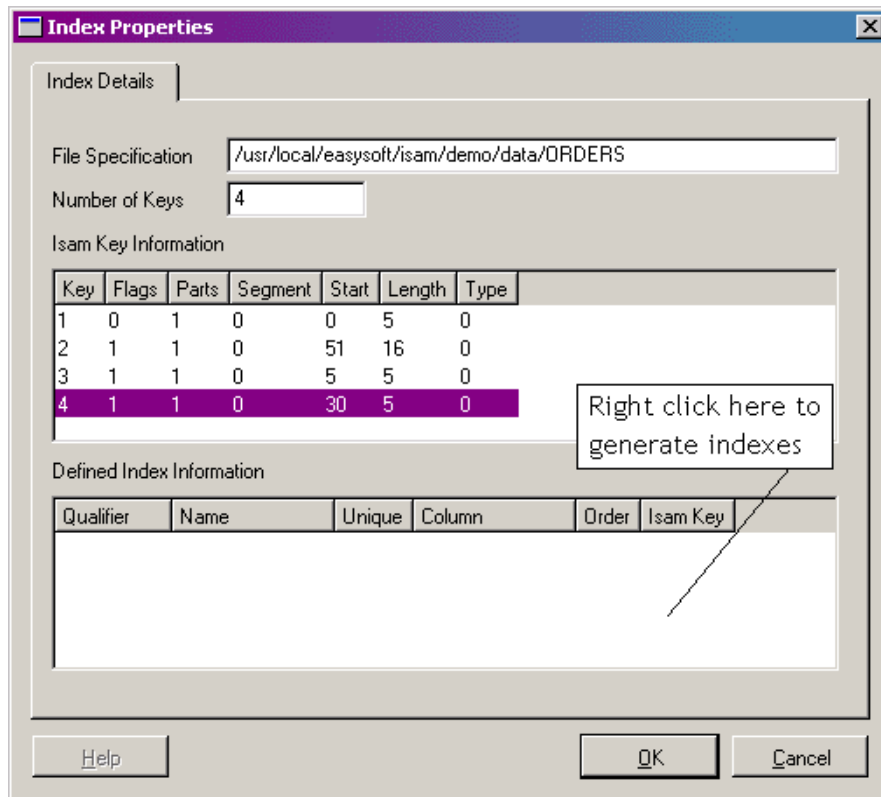 Index Properties
Index Details
File Specification /usr/local/easysoft/isam/demo/data/ORDERS
Number of Keys 4
Isam Key Information
Key Flags Parts Segment Start Length Type
1 0 1 0 0 5 0
2 1 1 0 51 16 0
3 1 1 0 5 5 0
4 1 1 0 30 5 0
Right click here to
generate indexes
Defined Index Information
Qualifier Name Unique Column Order Isam Key
Help OK Cancel